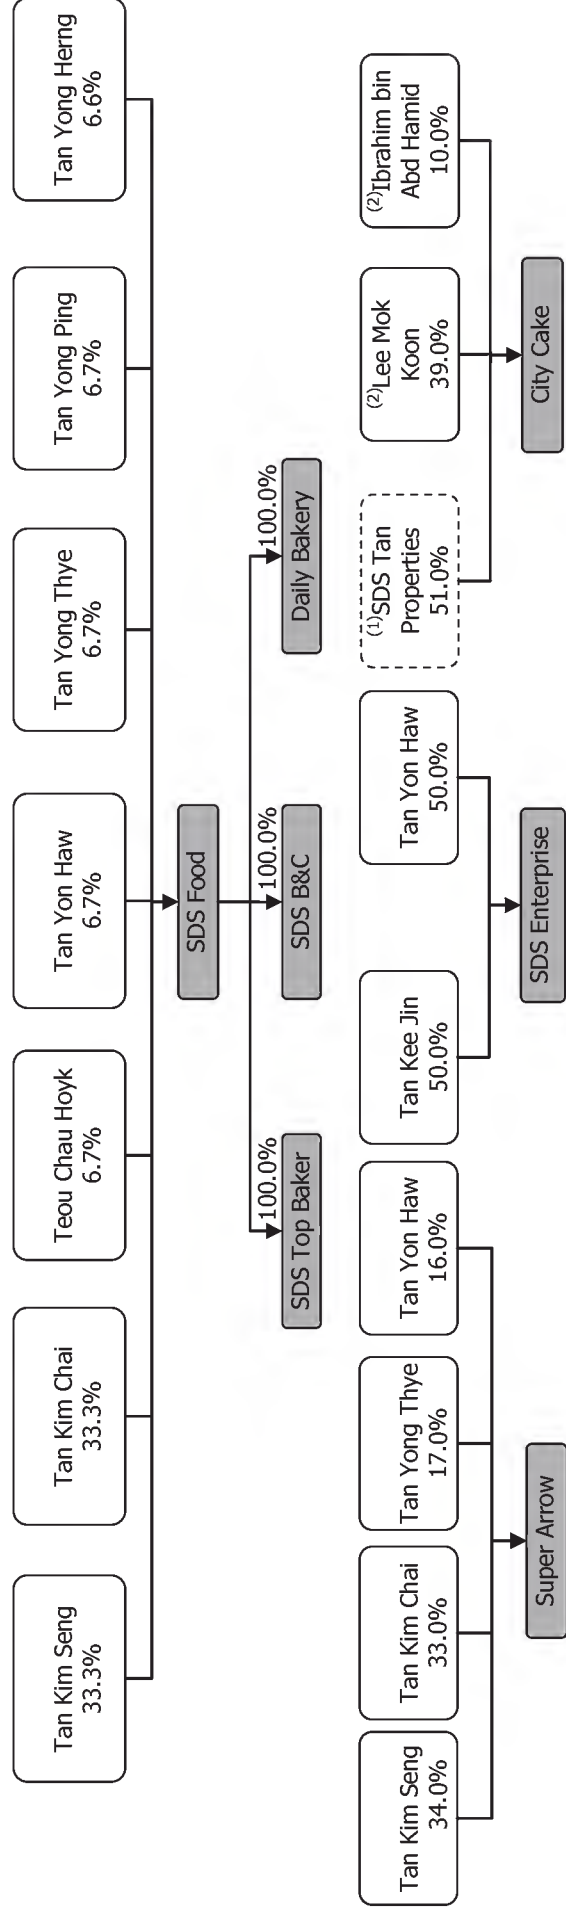 Tan Kim Seng
33.3%
Tan Kim Chai
33.3%
Teou Chau Hoyk
6.7%
Tan Yon Haw
6.7%
Tan Yong Thye
6.7%
Tan Yong Ping
6.7%
Tan Yong Herng
6.6%
SDS Food
100.0%
100.0%
100.0%
SDS Top Baker
SDS B&C
Daily Bakery
Tan Kim Seng
34.0%
Tan Kim Chai
33.0%
Tan Yong Thye
17.0%
Tan Yon Haw
16.0%
Super Arrow
Tan Kee Jin
50.0%
Tan Yon Haw
50.0%
SDS Enterprise
(1)SDS Tan
Properties
51.0%
(2)Lee Mok
Koon
39.0%
(2)Ibrahim bin
Abd Hamid
10.0%
City Cake